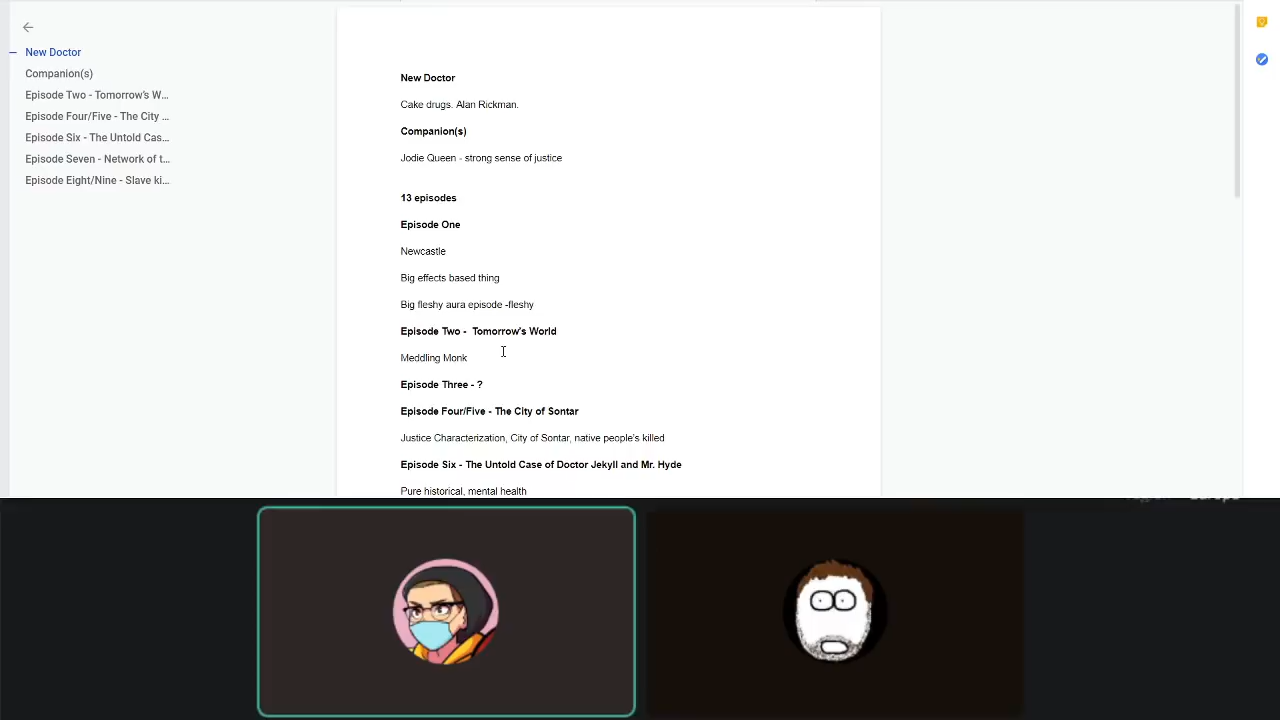 New Doctor
Companion(s)
Episode Two - Tomorrow's W...
Episode Four/Five - The City ...
Episode Six - The Untold Cas...
Episode Seven - Network of t...
Episode Eight/Nine - Slave ki...
New Doctor
Cake drugs. Alan Rickman.
Companion(s)
Jodie Queen - strong sense of justice
13 episodes
Episode One
Newcastle
Big effects based thing
Big fleshy aura episode -fleshy
Episode Two -  Tomorrow's World
Meddling Monk
Episode Three - ?
Episode Four/Five - The City of Sontar
Justice Characterization, City of Sontar, native people's killed
Episode Six - The Untold Case of Doctor Jekyll and Mr. Hyde
Pure historical, mental health